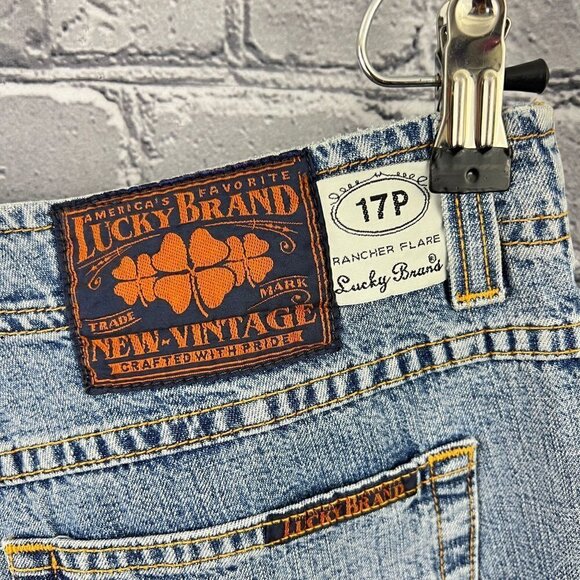 AMERICA'S FAVORITE
LUCKY BRAND
TRADE MARK
NEW-VINTAGE
CRAFTED WITH PRIDE
17P
RANCHER FLARE
Lucky Brand®
LUCKY BRAND